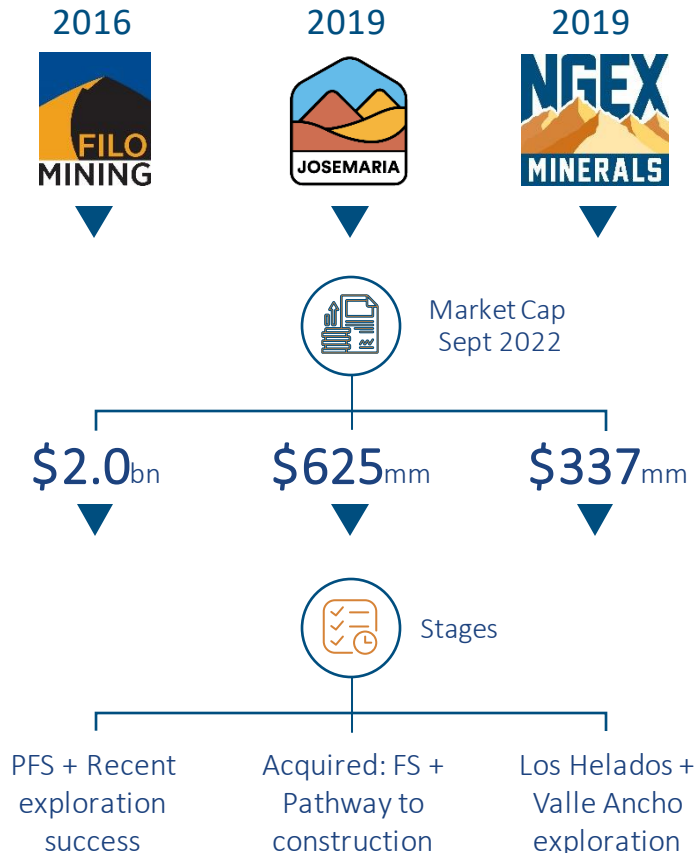 2016
2019
2019
FILO
MINING
JOSEMARIA
NGEX
MINERALS
Market Cap
Sept 2022
$2.0bn
$625mm
$337mm
Stages
PFS + Recent
exploration
success
Acquired: FS +
Pathway to
construction
Los Helados +
Valle Ancho
exploration